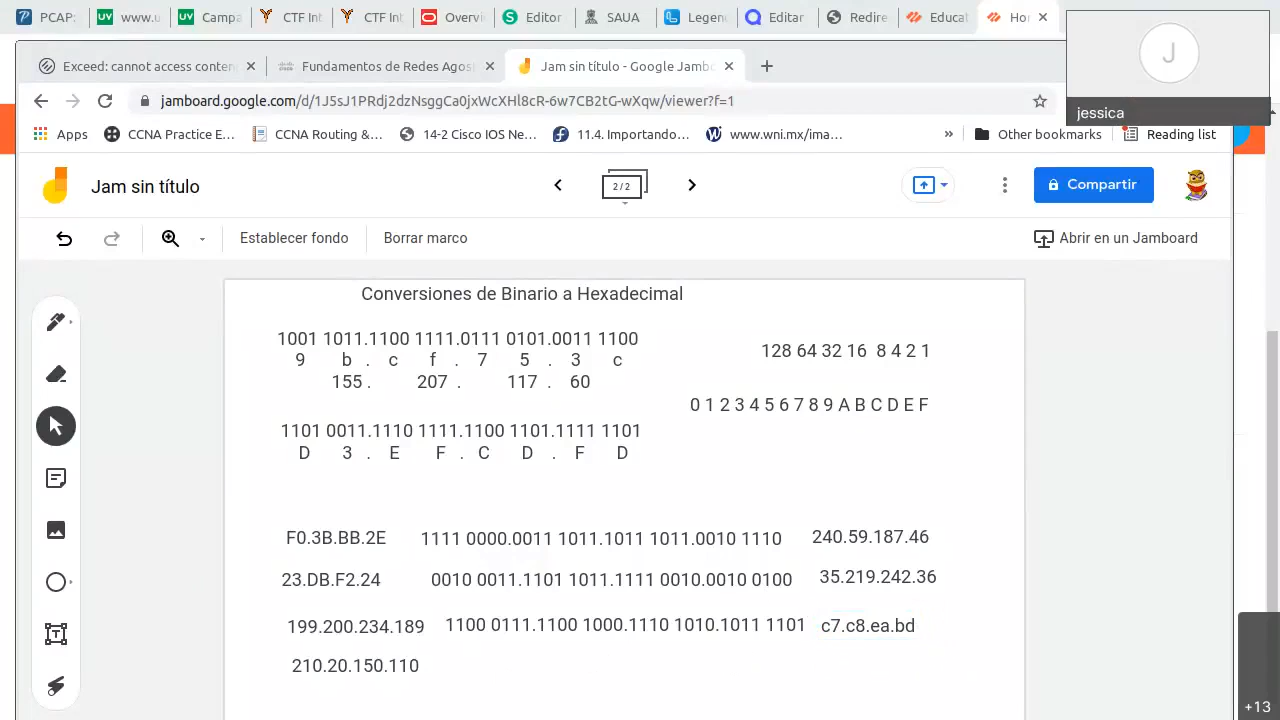 PCAP: www.u Campa CTF Int CTF Int Overvi Editor SAUA Legen Editar Redire Educat Hor
Exceed: cannot access conten Fundamentos de Redes Agos Jam sin título - Google Jambo
J
jamboard.google.com/d/1J5sJ1PRdj2dzNsggCa0jxWcXHl8cR-6w7CB2tG-wXqw/viewer?f=1
jessica
Apps CCNA Practice E... CCNA Routing &... 14-2 Cisco IOS Ne... 11.4. Importando... www.wni.mx/ima... » Other bookmarks Reading list
Jam sin título 2 / 2 Compartir
Establecer fondo Borrar marco Abrir en un Jamboard
Conversiones de Binario a Hexadecimal
1001 1011.1100 1111.0111 0101.0011 1100
9 b . c f . 7 5 . 3 c
155 . 207 . 117 . 60
128 64 32 16 8 4 2 1
0 1 2 3 4 5 6 7 8 9 A B C D E F
1101 0011.1110 1111.1100 1101.1111 1101
D 3 . E F . C D . F D
F0.3B.BB.2E 1111 0000.0011 1011.1011 1011.0010 1110 240.59.187.46
23.DB.F2.24 0010 0011.1101 1011.1111 0010.0010 0100 35.219.242.36
199.200.234.189 1100 0111.1100 1000.1110 1010.1011 1101 c7.c8.ea.bd
210.20.150.110
+13